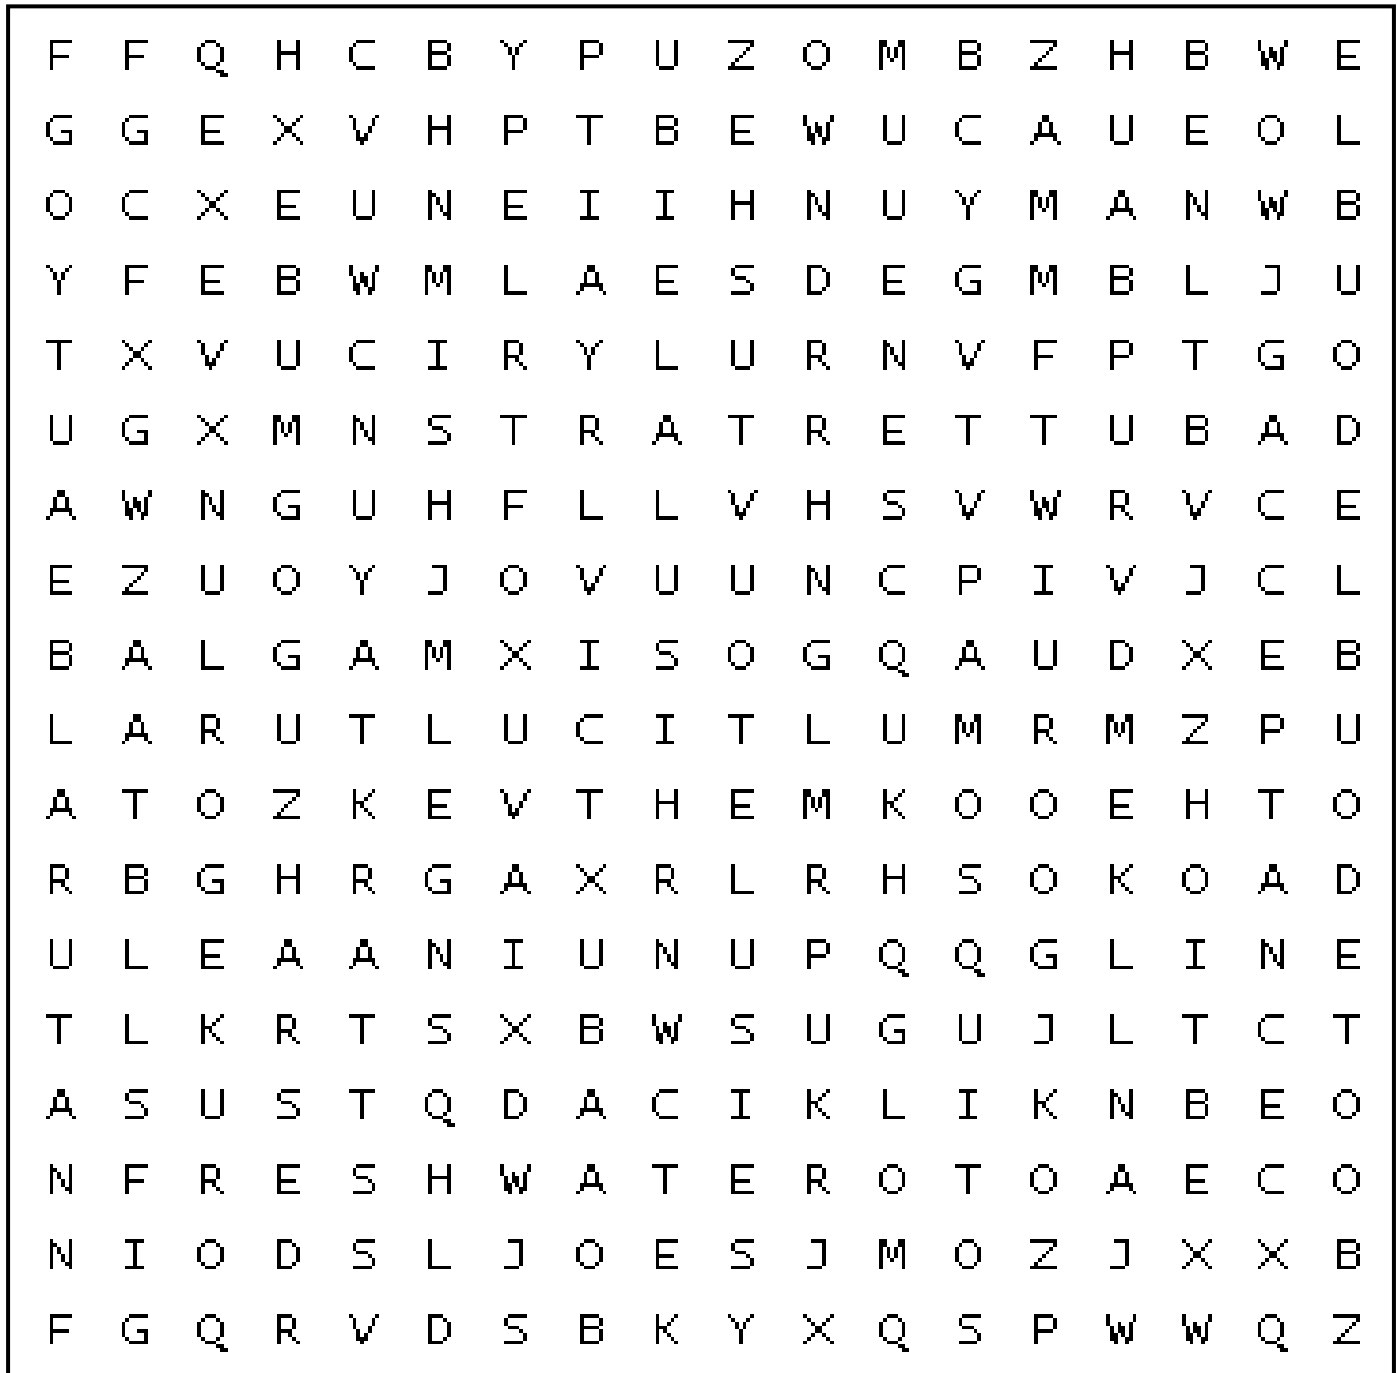 F F Q H C B Y P U Z O M B Z H B W E
G G E X V H P T B E W U C A U E O L
O C X E U N E I I H N U Y M A N W B
Y F E B W M L A E S D E G M B L J U
T X V U C I R Y L U R N V F P T G O
U G X M N S T R A T R E T T U B A D
A W N G U H F L L V H S V W R V C E
E Z U O Y J O V U U N C P I V J C L
B A L G A M X I S O G Q A U D X E B
L A R U T L U C I T L U M R M Z P U
A T O Z K E V T H E M K O O E H T O
R B G H R G A X R L R H S O K O A D
U L E A A N I U N U P Q Q G L I N E
T L K R T S X B W S U G U J L T C T
A S U S T Q D A C I K L I K N B E O
N F R E S H W A T E R O T O A E C O
N I O D S L J O E S J M O Z J X X B
F G Q R V D S B K Y X Q S P W W Q Z